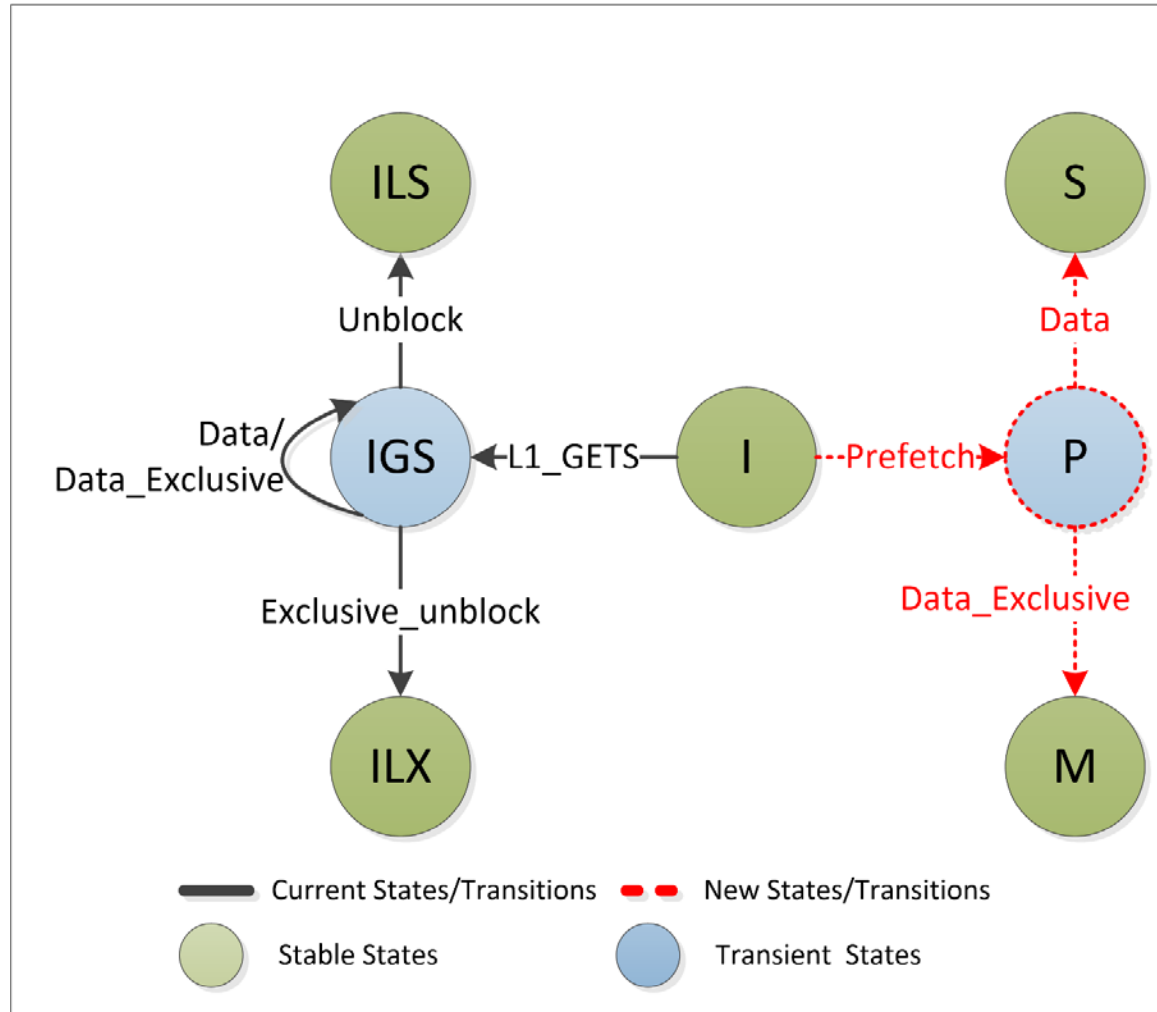 ILS
S
Unblock
Data
Data/
Data_Exclusive
IGS
L1_GETS
I
Prefetch
P
Exclusive_unblock
Data_Exclusive
ILX
M
Current States/Transitions
New States/Transitions
Stable States
Transient States